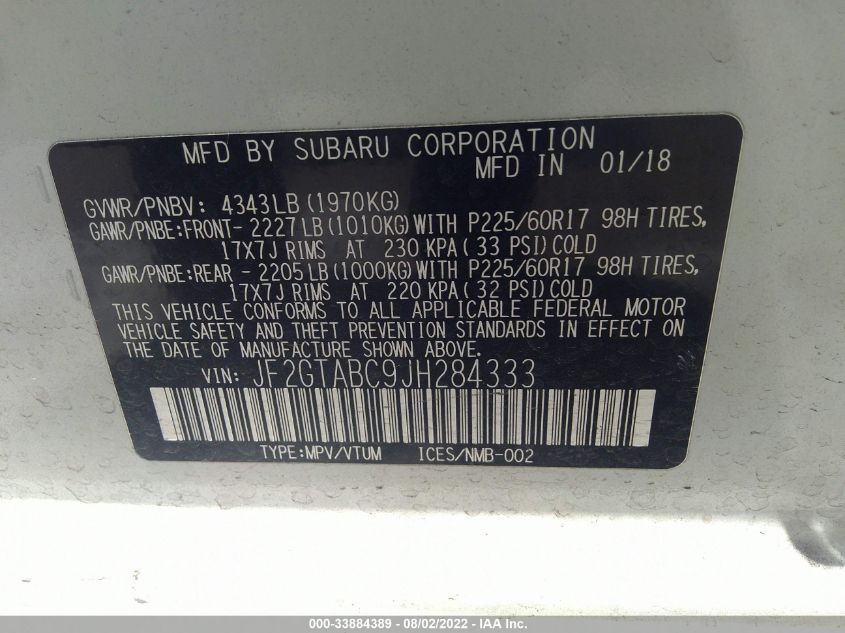 MFD BY SUBARU CORPORATION
MFD IN 01/18
GVWR/PNBV: 4343LB (1970KG)
GAWR/PNBE:FRONT- 2227LB (1010KG) WITH P225/60R17 98H TIRES,
17X7J RIMS AT 230 KPA (33 PSI) COLD
GAWR/PNBE:REAR - 2205LB (1000KG) WITH P225/60R17 98H TIRES,
17X7J RIMS AT 220 KPA (32 PSI) COLD
THIS VEHICLE CONFORMS TO ALL APPLICABLE FEDERAL MOTOR
VEHICLE SAFETY AND THEFT PREVENTION STANDARDS IN EFFECT ON
THE DATE OF MANUFACTURE SHOWN ABOVE.
VIN: JF2GTABC9JH284333
TYPE:MPV/VTUM ICES/NMB-002
000-33884389 - 08/02/2022 - IAAI Inc.